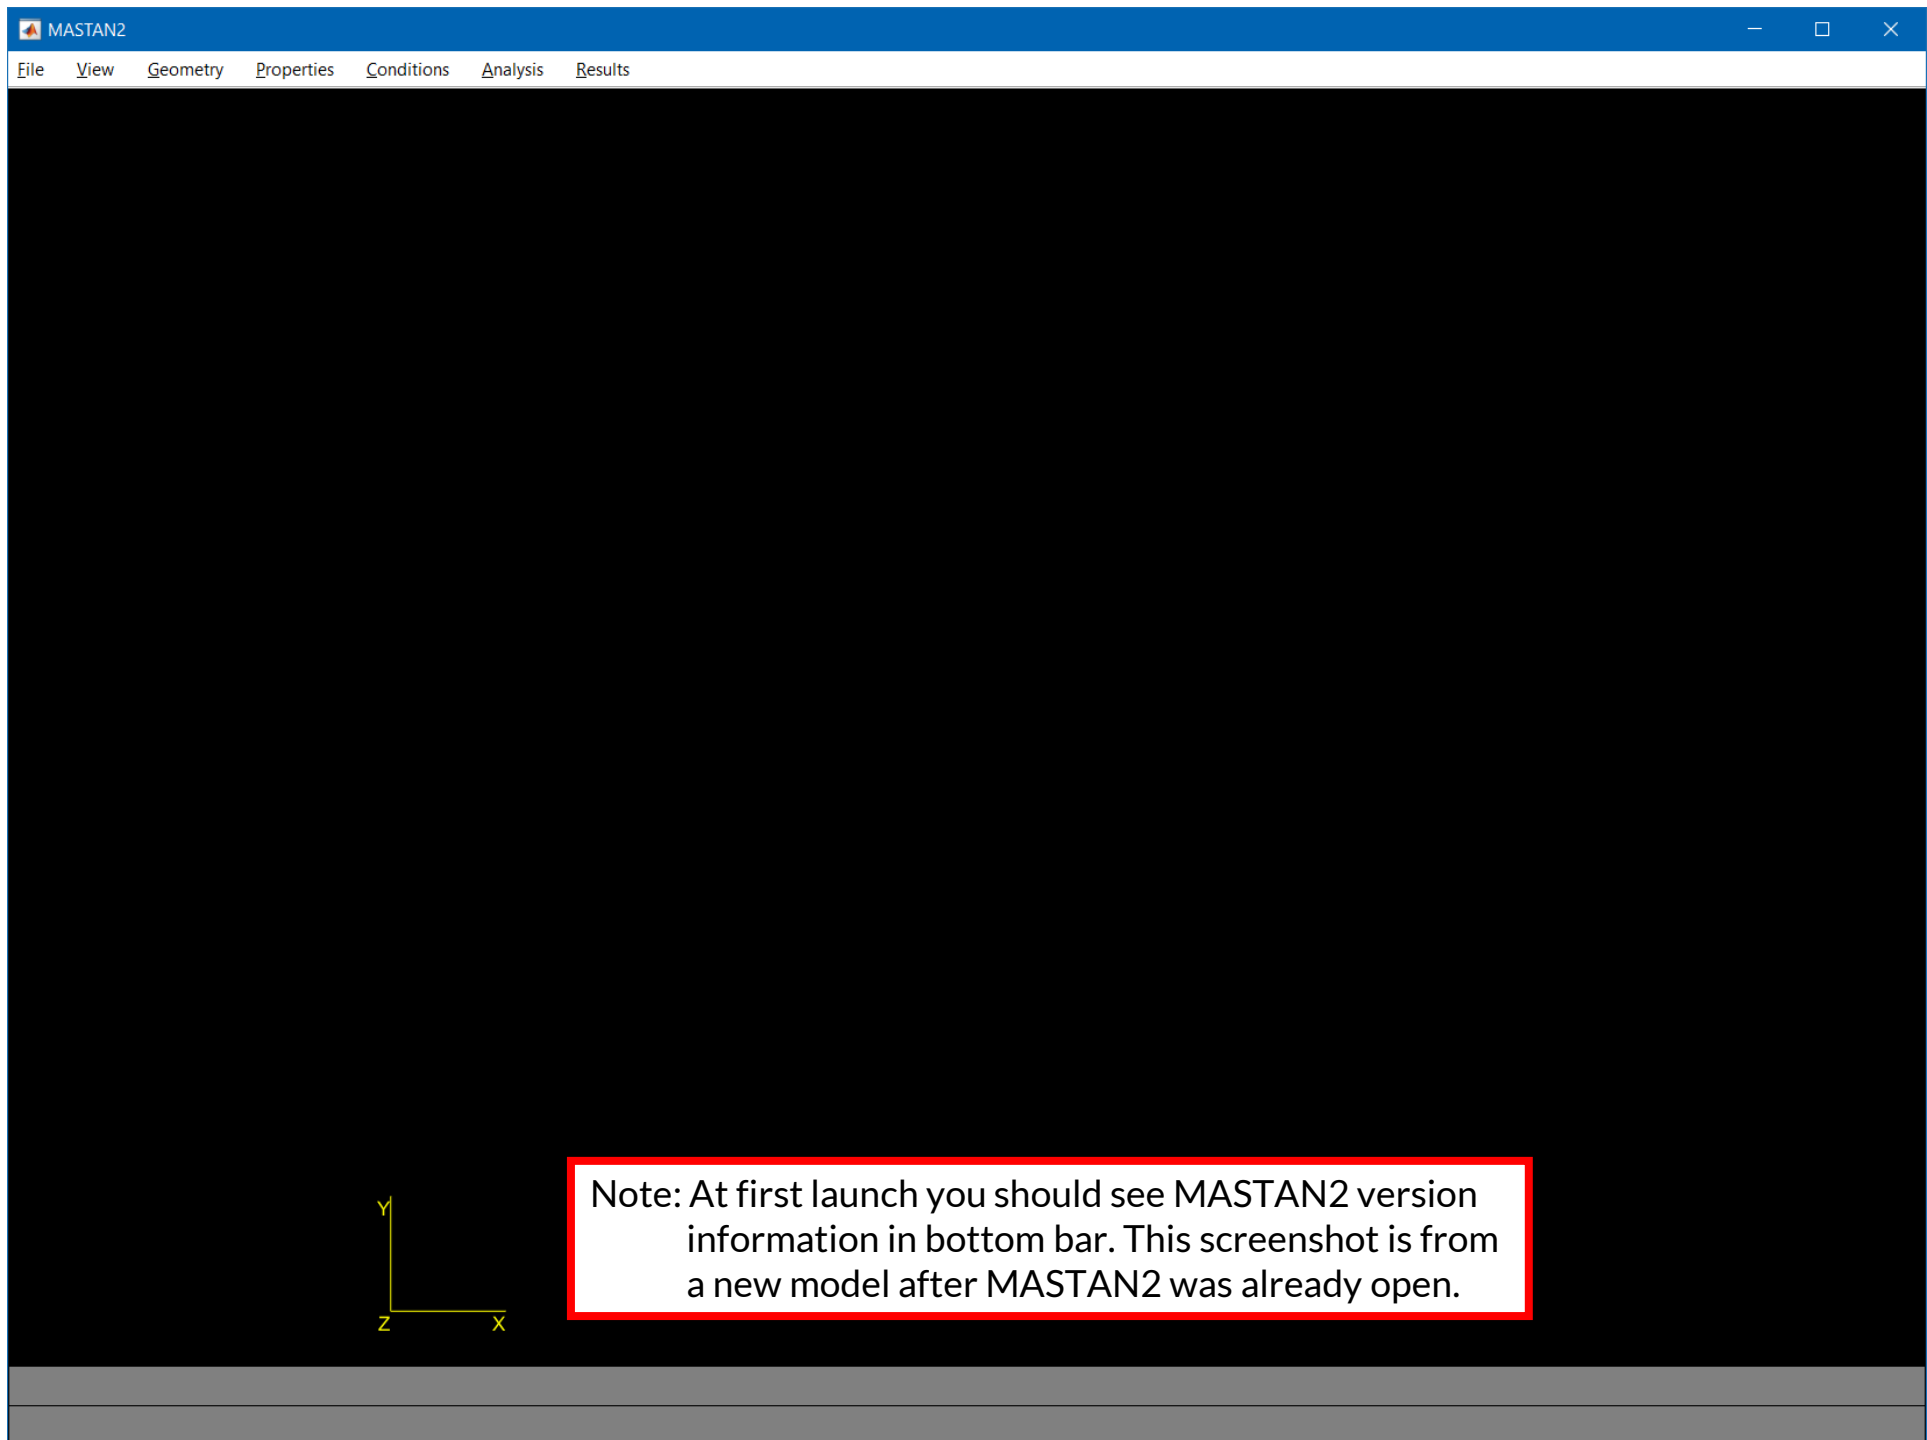 MASTAN2
File View Geometry Properties Conditions Analysis Results
Note: At first launch you should see MASTAN2 version
information in bottom bar. This screenshot is from
a new model after MASTAN2 was already open.
Y
Z X